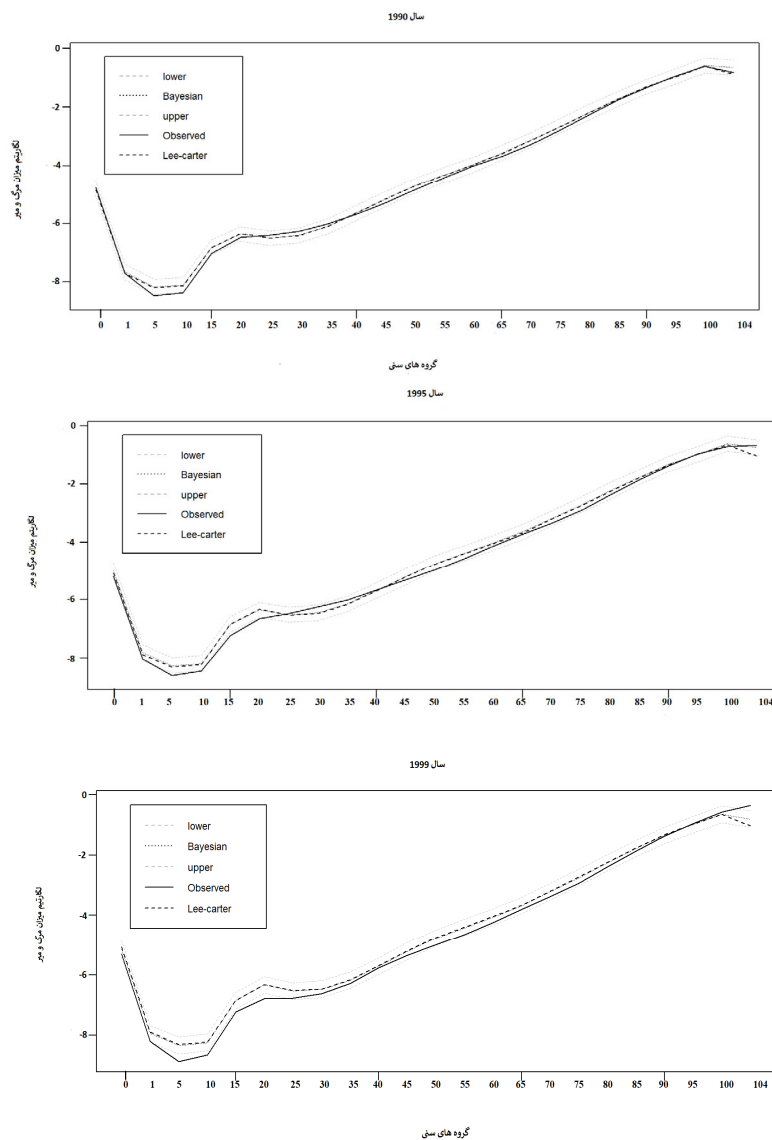 سال 1990
0
-2
-4
-6
-8
lower
Bayesian
upper
Observed
Lee-carter
لگاریتم میزان مرگ و میر
0 1 5 10 15 20 25 30 35 40 45 50 55 60 65 70 75 80 85 90 95 100 104
گروه های سنی
سال 1995
0
-2
-4
-6
-8
lower
Bayesian
upper
Observed
Lee-carter
لگاریتم میزان مرگ و میر
0 1 5 10 15 20 25 30 35 40 45 50 55 60 65 70 75 80 85 90 95 100 104
سال 1999
0
-2
-4
-6
-8
lower
Bayesian
upper
Observed
Lee-carter
لگاریتم میزان مرگ و میر
0 1 5 10 15 20 25 30 35 40 45 50 55 60 65 70 75 80 85 90 95 100 104
گروه های سنی